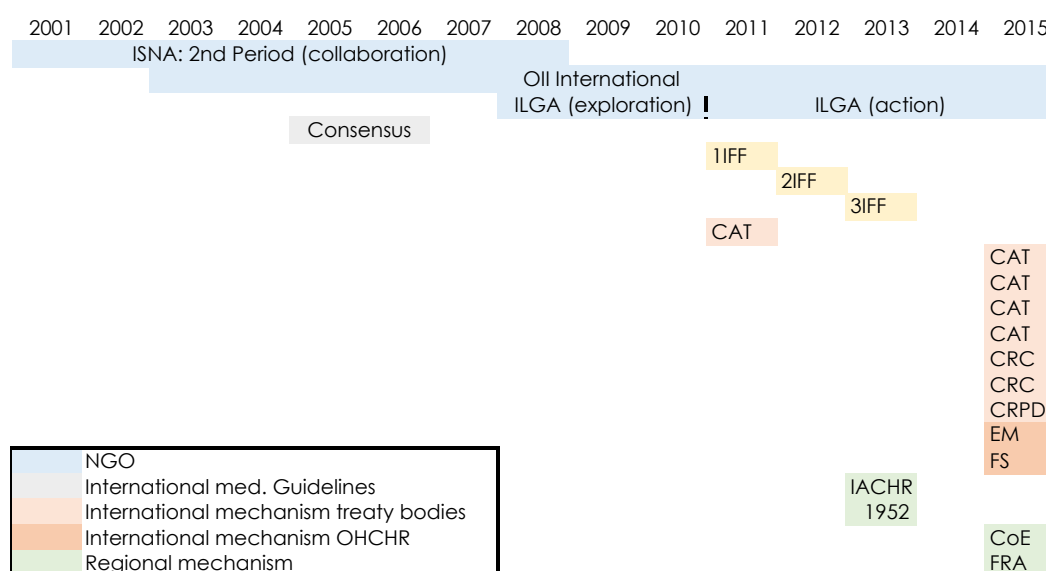 2001 2002 2003 2004 2005 2006 2007 2008 2009 2010 2011 2012 2013 2014 2015
ISNA: 2nd Period (collaboration)
OII International
ILGA (exploration) ILGA (action)
Consensus
1IFF
2IFF
3IFF
CAT
CAT
CAT
CAT
CAT
CRC
CRC
CRPD
EM
NGO FS
International med. Guidelines IACHR
International mechanism treaty bodies 1952
International mechanism OHCHR CoE
Regional mechanism FRA